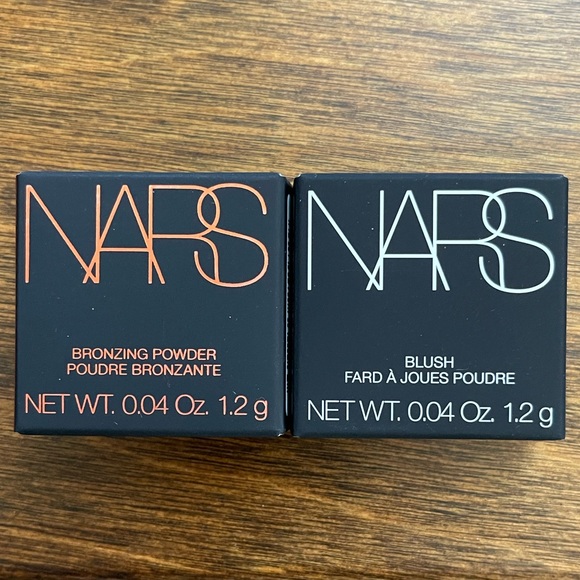 NARS
BRONZING POWDER
POUDRE BRONZANTE
NET WT. 0.04 Oz. 1.2 g
NARS
BLUSH
FARD À JOUES POUDRE
NET WT. 0.04 Oz. 1.2 g